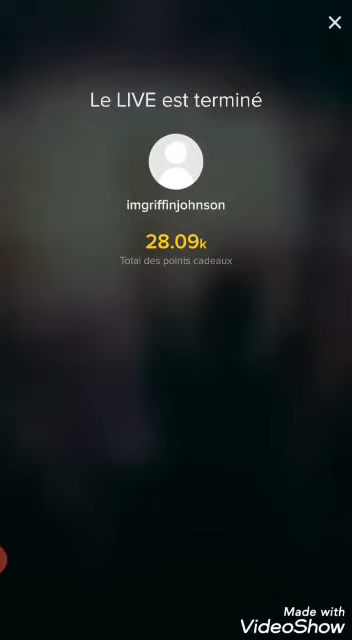 Le LIVE est terminé
imgriffinjohnson
28.09k
Total des points cadeaux
Made with
VideoShow